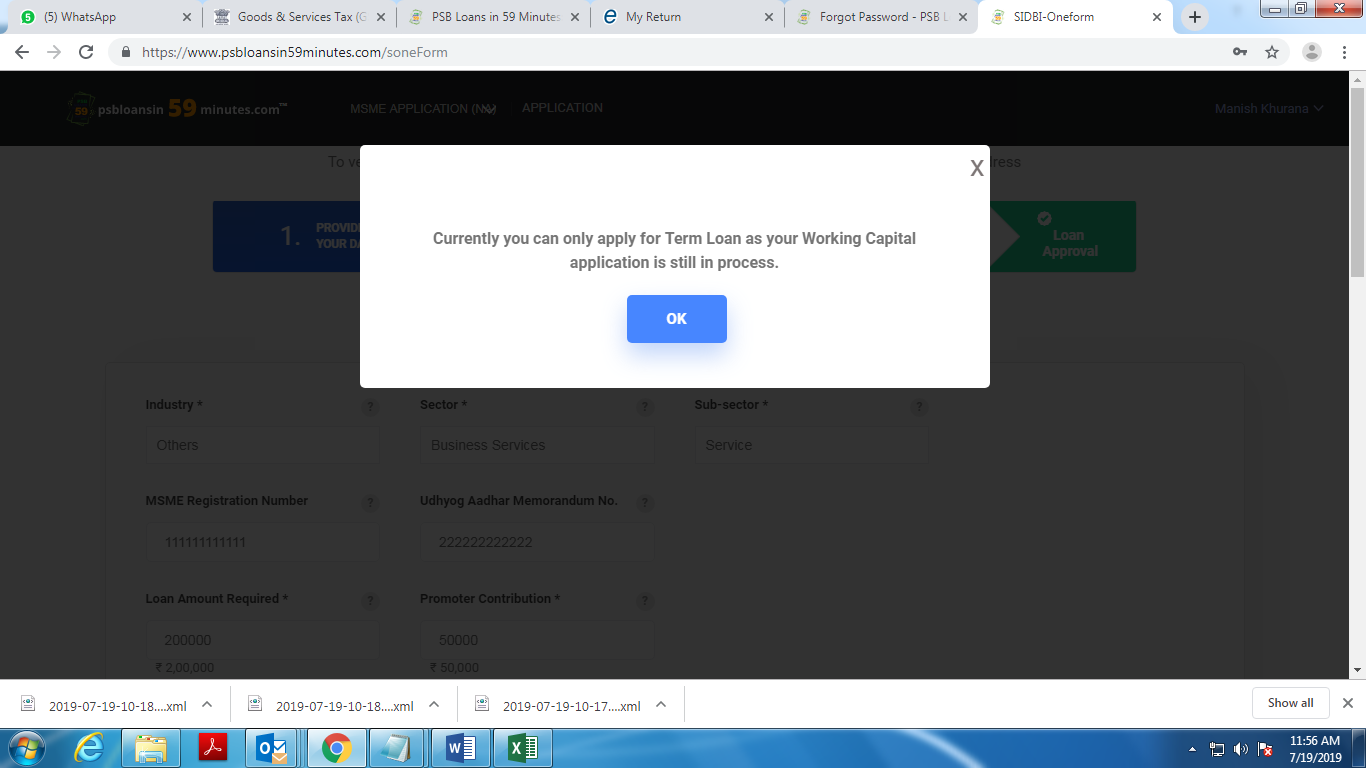 (5) WhatsApp
Goods & Services Tax (G
PSB Loans in 59 Minutes
My Return
Forgot Password - PSB L
SIDBI-Oneform
https://www.psbloansin59minutes.com/soneForm
psbloansin 59 minutes.com™
MSME APPLICATION
APPLICATION
Manish Khurana
To ve
ress
1.
PROVID
YOUR DA
Loan
Approval
X
Currently you can only apply for Term Loan as your Working Capital
application is still in process.
OK
Industry *
?
Sector *
?
Sub-sector *
?
Others
Business Services
Service
MSME Registration Number
?
Udhyog Aadhar Memorandum No.
?
111111111111
222222222222
Loan Amount Required *
?
Promoter Contribution *
?
200000
50000
₹ 2,00,000
₹ 50,000
2019-07-19-10-18....xml
2019-07-19-10-18....xml
2019-07-19-10-17....xml
Show all
11:56 AM
7/19/2019